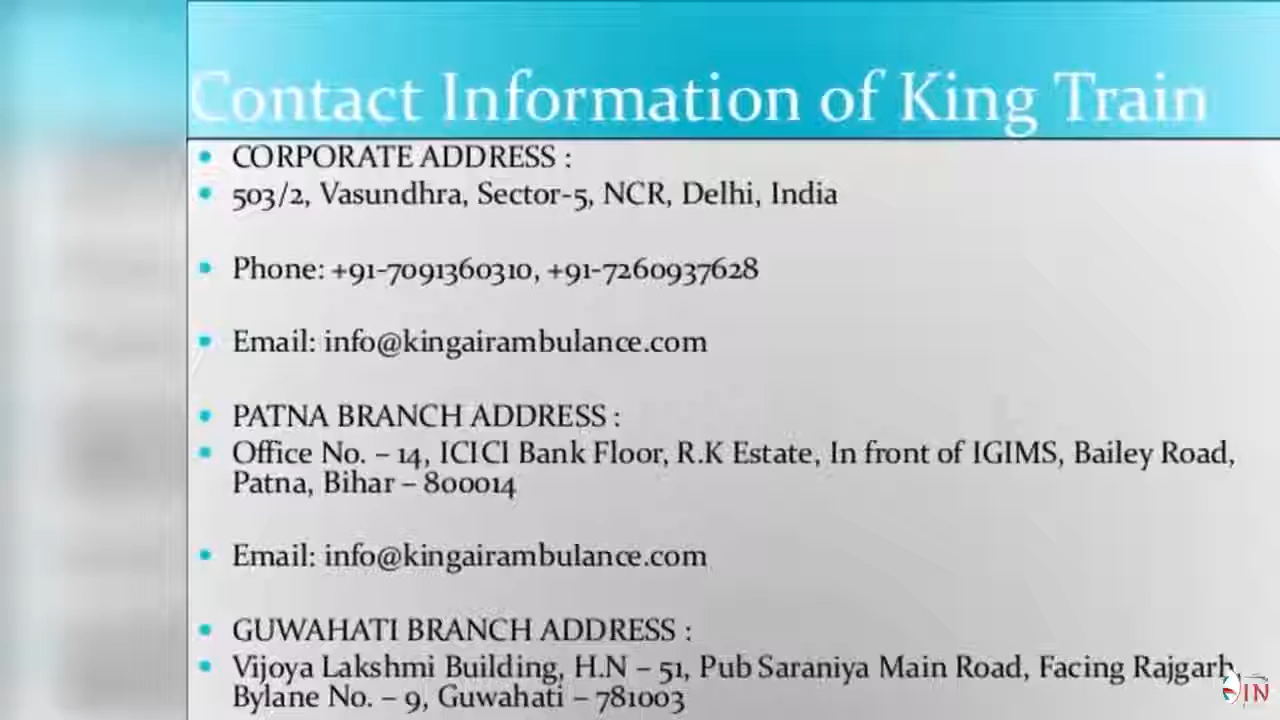 Contact Information of King Train
• CORPORATE ADDRESS :
• 503/2, Vasundhra, Sector-5, NCR, Delhi, India
• Phone: +91-7091360310, +91-7260937628
• Email: info@kingairambulance.com
• PATNA BRANCH ADDRESS :
• Office No. – 14, ICICI Bank Floor, R.K Estate, In front of IGIMS, Bailey Road,
Patna, Bihar – 800014
• Email: info@kingairambulance.com
• GUWAHATI BRANCH ADDRESS :
• Vijoya Lakshmi Building, H.N – 51, Pub Saraniya Main Road, Facing Rajgarh
Bylane No. – 9, Guwahati – 781003
IN